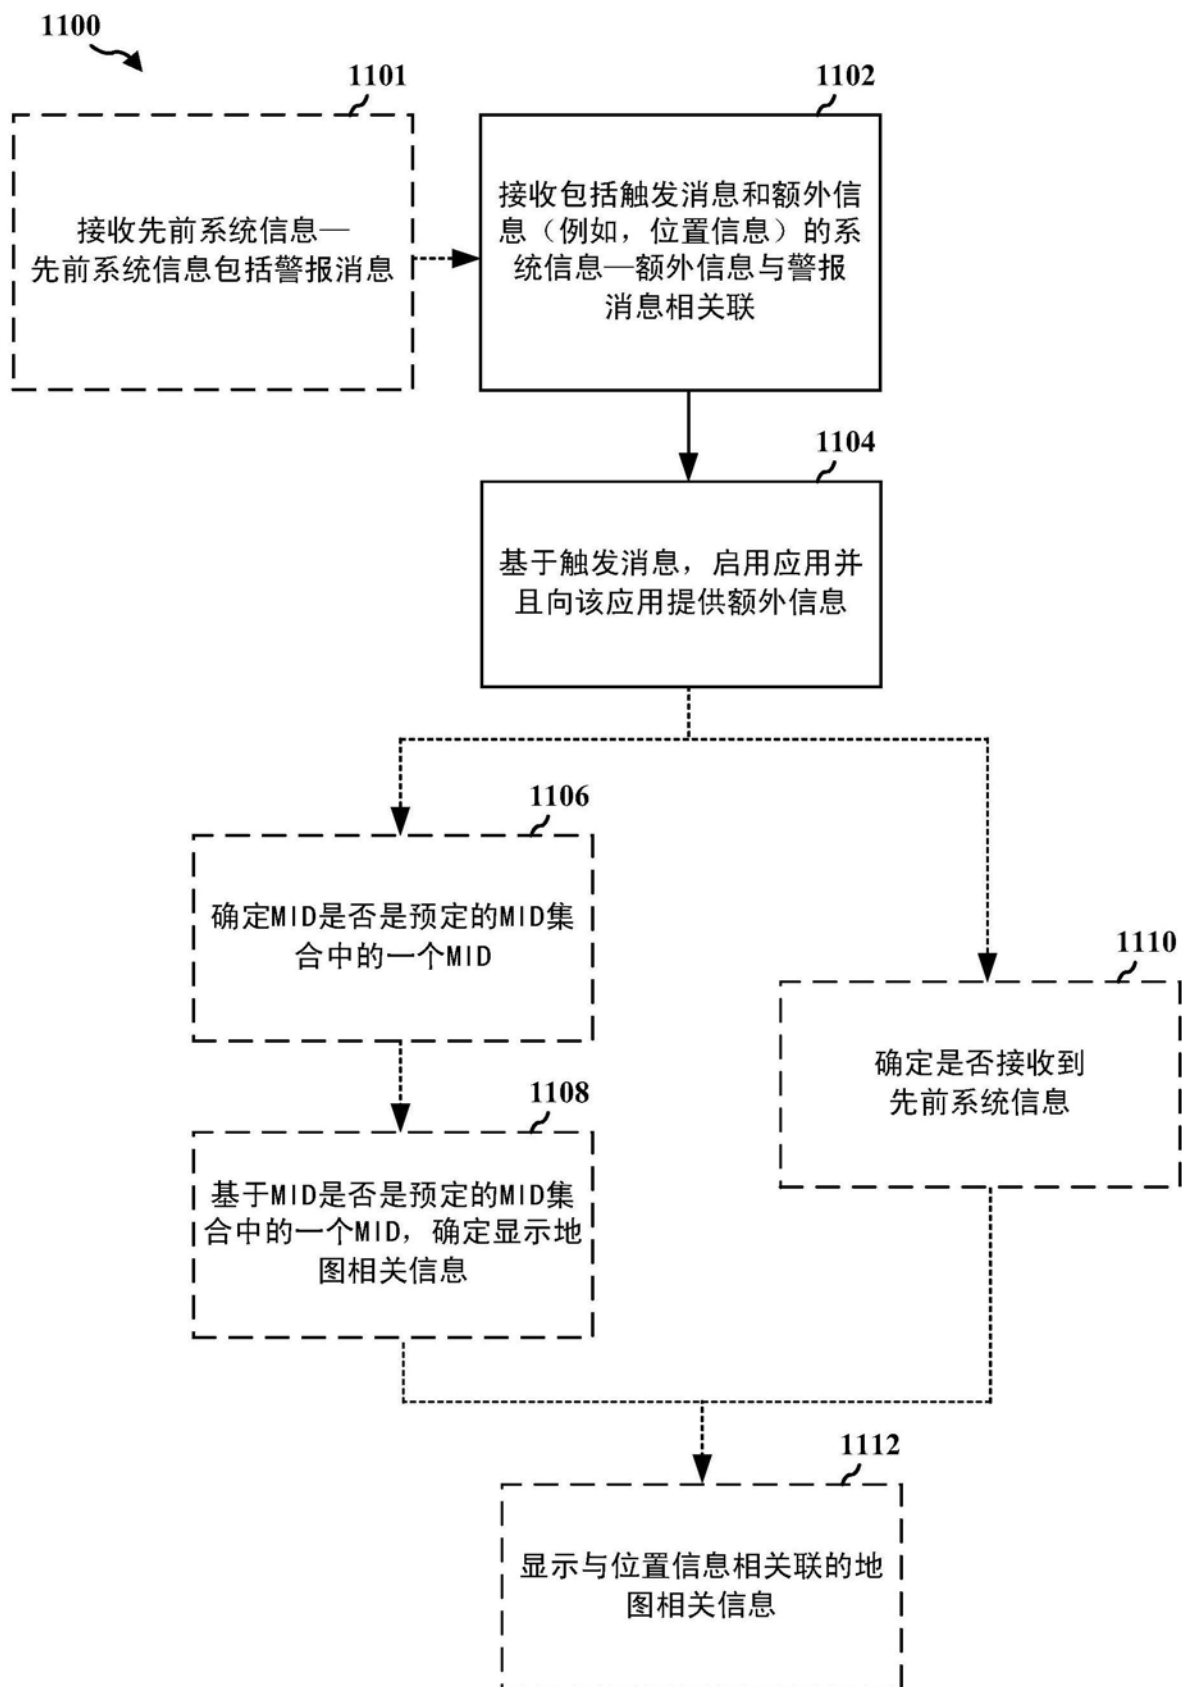 1100
1101
接收先前系统信息—
先前系统信息包括警报消息
1102
接收包括触发消息和额外信
息（例如，位置信息）的系
统信息—额外信息与警报
消息相关联
1104
基于触发消息，启用应用并
且向该应用提供额外信息
1106
确定MID是否是预定的MID集
合中的一个MID
1108
基于MID是否是预定的MID集
合中的一个MID，确定显示地
图相关信息
1110
确定是否接收到
先前系统信息
1112
显示与位置信息相关联的地
图相关信息